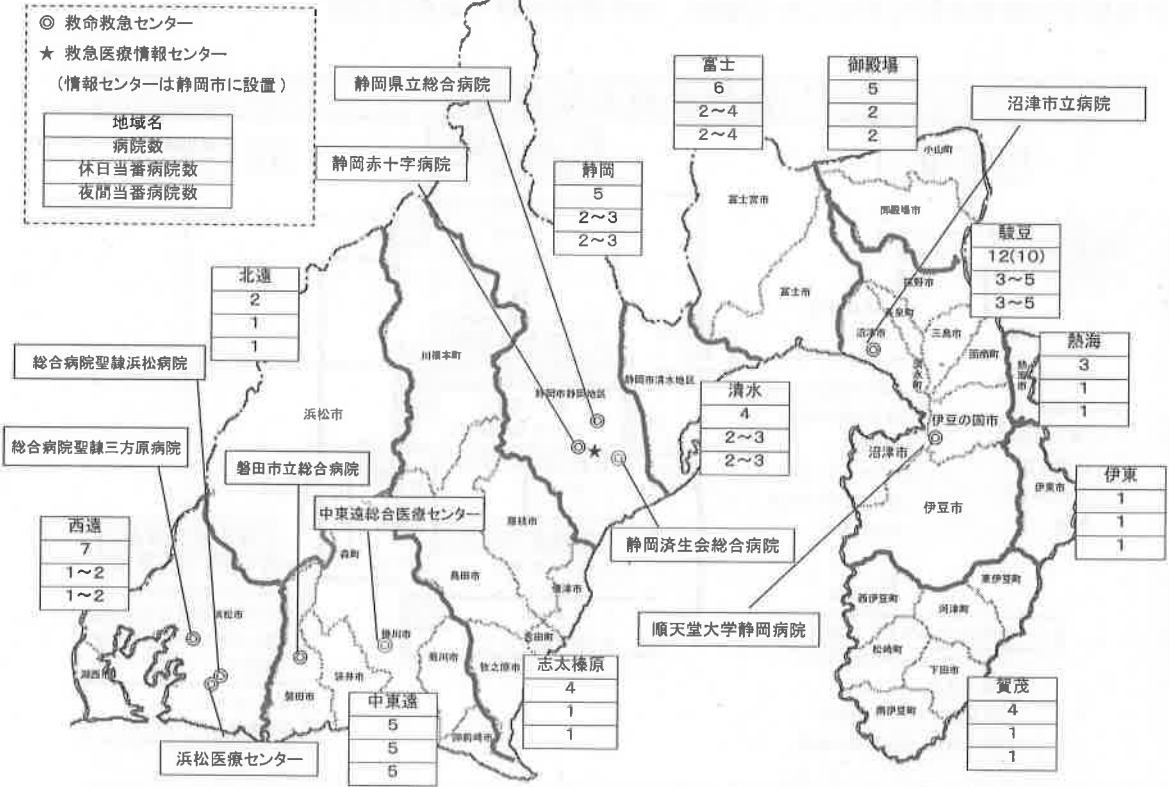 ◎ 救命救急センター
★ 救急医療情報センター
(情報センターは静岡市に設置)
地域名
病院数
休日当番病院数
夜間当番病院数
静岡県立総合病院
静岡赤十字病院
静岡
5
2～3
2～3
富士
6
2～4
2～4
御殿場
5
2
2
沼津市立病院
小山町
御殿場市
富士宮市
富士市
駿豆
12(10)
3～5
3～5
裾野市
長泉町
沼津市
三島市
函南町
清水町
熱海市
熱海
3
1
1
北遠
2
1
1
川根本町
静岡市静岡地区
静岡市清水地区
清水
4
2～3
2～3
伊豆の国市
沼津市
伊豆市
伊東市
伊東
1
1
1
総合病院聖隷浜松病院
浜松市
総合病院聖隷三方原病院
磐田市立総合病院
中東遠総合医療センター
藤枝市
静岡済生会総合病院
西遠
7
1～2
1～2
森町
島田市
焼津市
浜松市
掛川市
吉田町
順天堂大学静岡病院
西伊豆町
東伊豆町
河津町
松崎町
下田市
南伊豆町
湖西市
磐田市
袋井市
菊川市
牧之原市
志太榛原
4
1
1
御前崎市
中東遠
5
5
5
浜松医療センター
賀茂
4
1
1